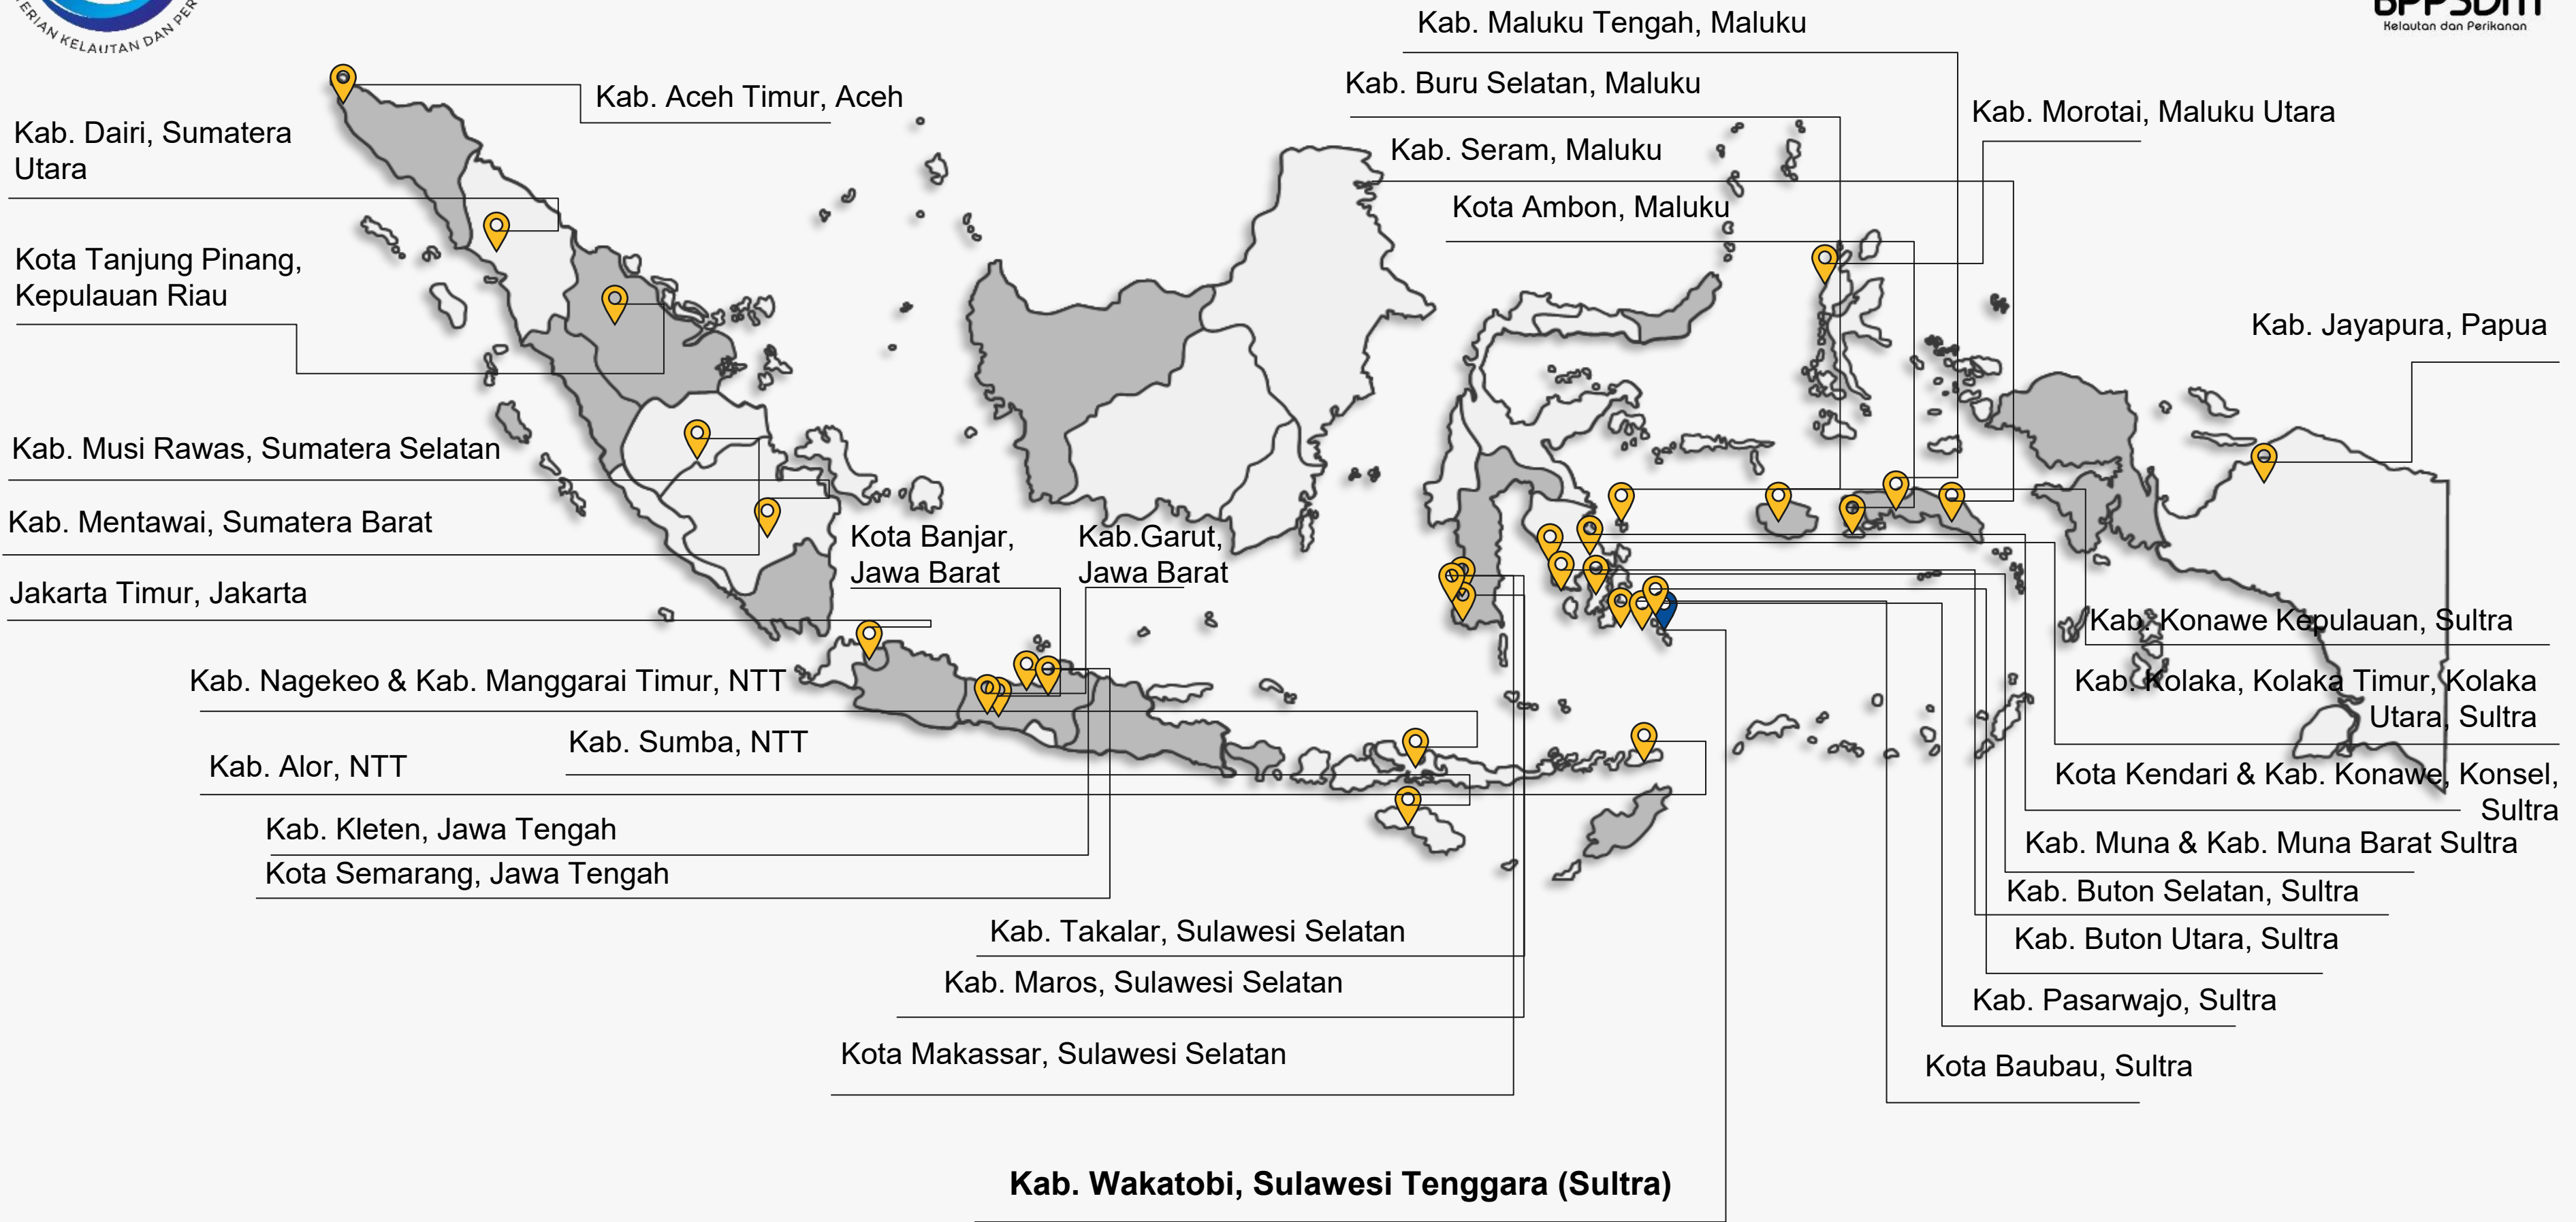 ERIAN KELAUTAN DAN PER
BPPSDM
Kelautan dan Perikanan
Kab. Maluku Tengah, Maluku
Kab. Buru Selatan, Maluku
Kab. Morotai, Maluku Utara
Kab. Seram, Maluku
Kota Ambon, Maluku
Kab. Aceh Timur, Aceh
Kab. Dairi, Sumatera
Utara
Kota Tanjung Pinang,
Kepulauan Riau
Kab. Jayapura, Papua
Kab. Musi Rawas, Sumatera Selatan
Kab. Mentawai, Sumatera Barat
Kota Banjar,
Jawa Barat
Kab.Garut,
Jawa Barat
Jakarta Timur, Jakarta
Kab. Konawe Kepulauan, Sultra
Kab. Nagekeo & Kab. Manggarai Timur, NTT
Kab. Kolaka, Kolaka Timur, Kolaka
Utara, Sultra
Kab. Sumba, NTT
Kab. Alor, NTT
Kota Kendari & Kab. Konawe, Konsel,
Sultra
Kab. Kleten, Jawa Tengah
Kab. Muna & Kab. Muna Barat Sultra
Kota Semarang, Jawa Tengah
Kab. Buton Selatan, Sultra
Kab. Takalar, Sulawesi Selatan
Kab. Buton Utara, Sultra
Kab. Maros, Sulawesi Selatan
Kab. Pasarwajo, Sultra
Kota Makassar, Sulawesi Selatan
Kota Baubau, Sultra
Kab. Wakatobi, Sulawesi Tenggara (Sultra)